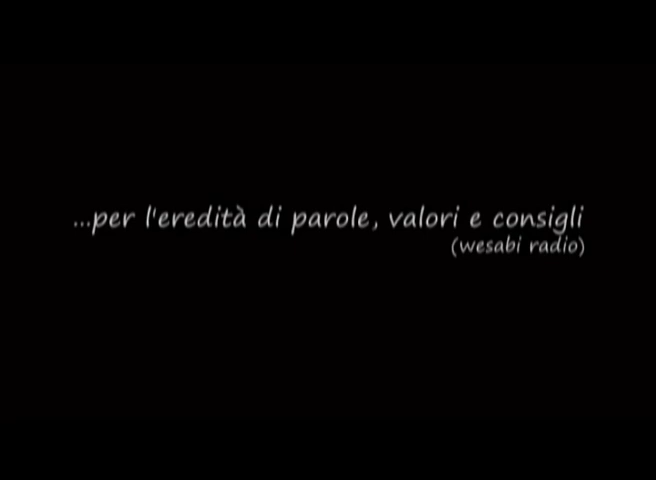 ...per l'eredità di parole, valori e consigli
(wesabi radio)